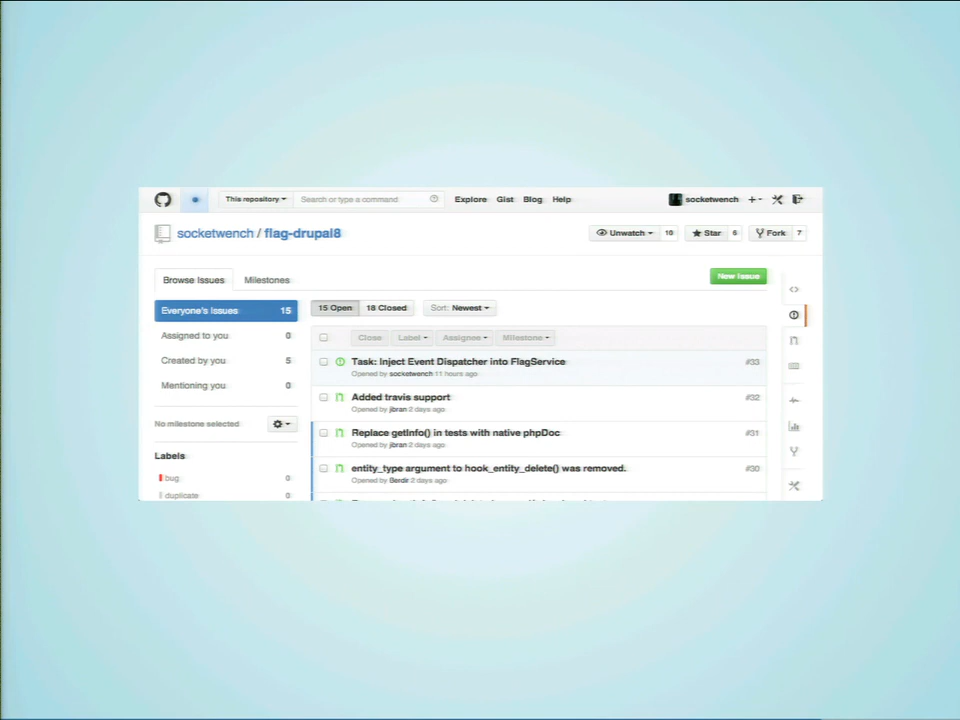 This repository Search or type a command Explore Gist Blog Help socketwench
socketwench / flag-drupal8 Unwatch 10 Star 6 Fork 7
Browse Issues Milestones New Issue
Everyone's Issues 15 15 Open 18 Closed Sort: Newest
Assigned to you 0 Close Label Assignee Milestone
Created by you 5 Task: Inject Event Dispatcher into FlagService #33
Opened by socketwench 11 hours ago
Mentioning you 0 Added travis support #32
Opened by jibran 2 days ago
No milestone selected
Replace getInfo() in tests with native phpDoc #31
Opened by jibran 2 days ago
Labels
entity_type argument to hook_entity_delete() was removed. #30
bug 0 Opened by Berdir 2 days ago
duplicate 0